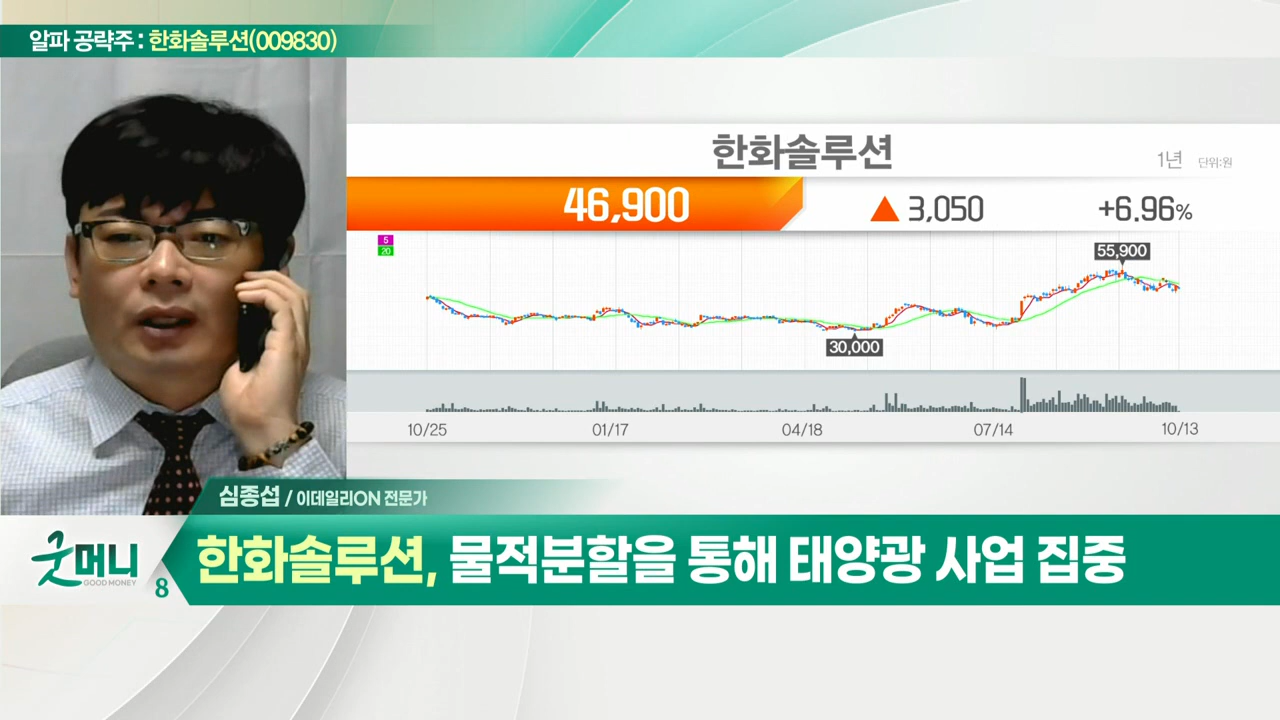 알파 공략주 : 한화솔루션(009830)
한화솔루션
1년 단위:원
46,900 ▲ 3,050 +6.96%
5
20
55,900
30,000
10/25 01/17 04/18 07/14 10/13
심종섭 / 이데일리ON 전문가
굿머니
GOOD MONEY
8
한화솔루션, 물적분할을 통해 태양광 사업 집중